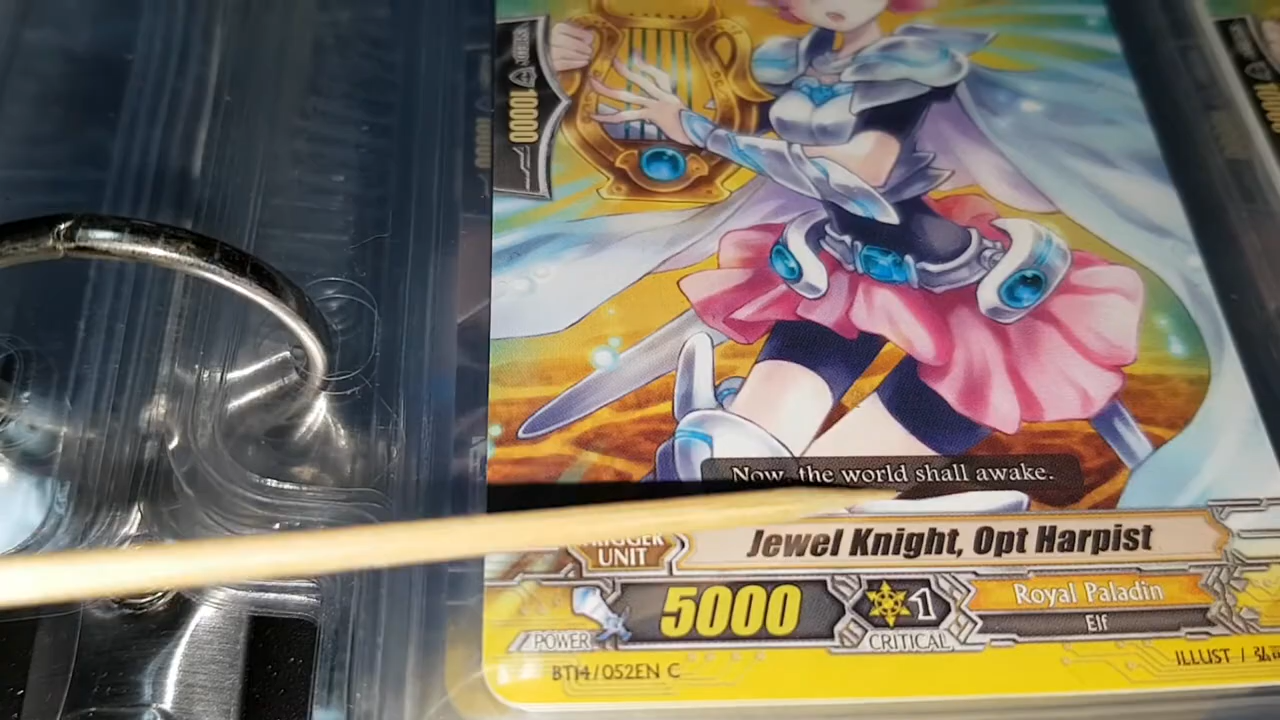 10000
Now, the world shall awake.
TRIGGER
UNIT
Jewel Knight, Opt Harpist
POWER
5000
1
CRITICAL
Royal Paladin
Elf
BT14/052EN C
ILLUST /